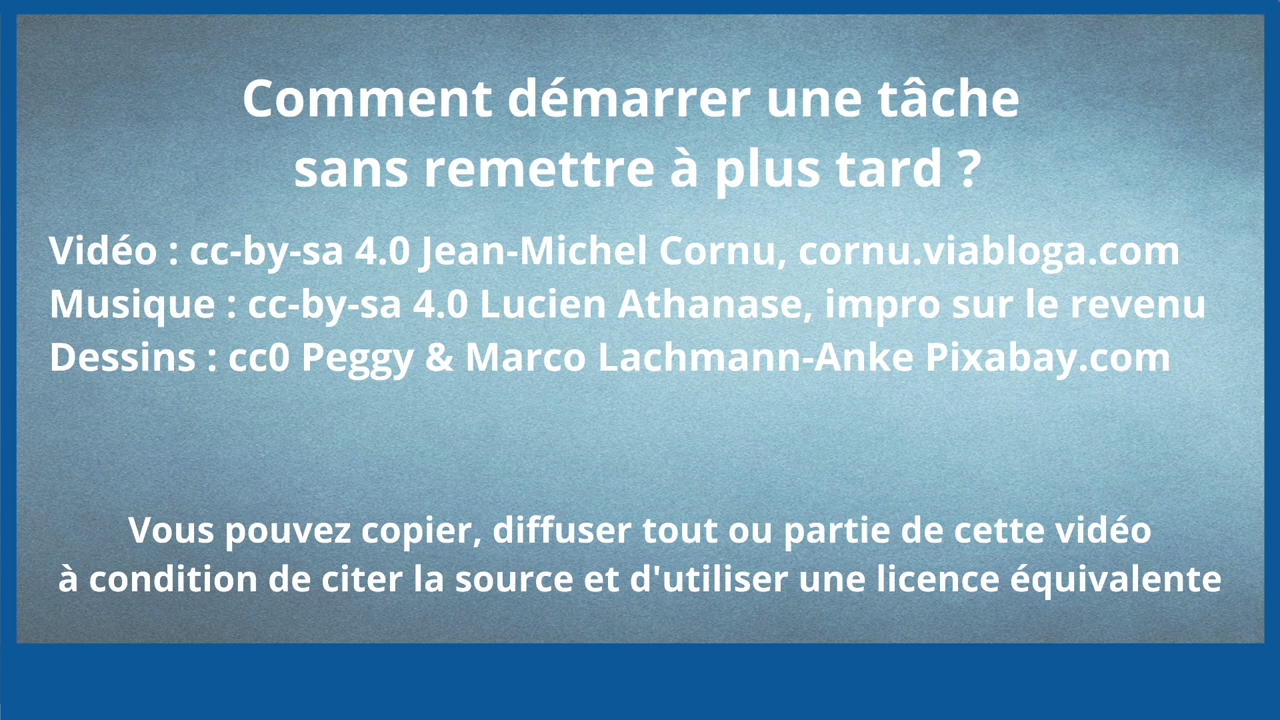 Comment démarrer une tâche
sans remettre à plus tard ?
Vidéo : cc-by-sa 4.0 Jean-Michel Cornu, cornu.viabloga.com
Musique : cc-by-sa 4.0 Lucien Athanase, impro sur le revenu
Dessins : cc0 Peggy & Marco Lachmann-Anke Pixabay.com
Vous pouvez copier, diffuser tout ou partie de cette vidéo
à condition de citer la source et d'utiliser une licence équivalente